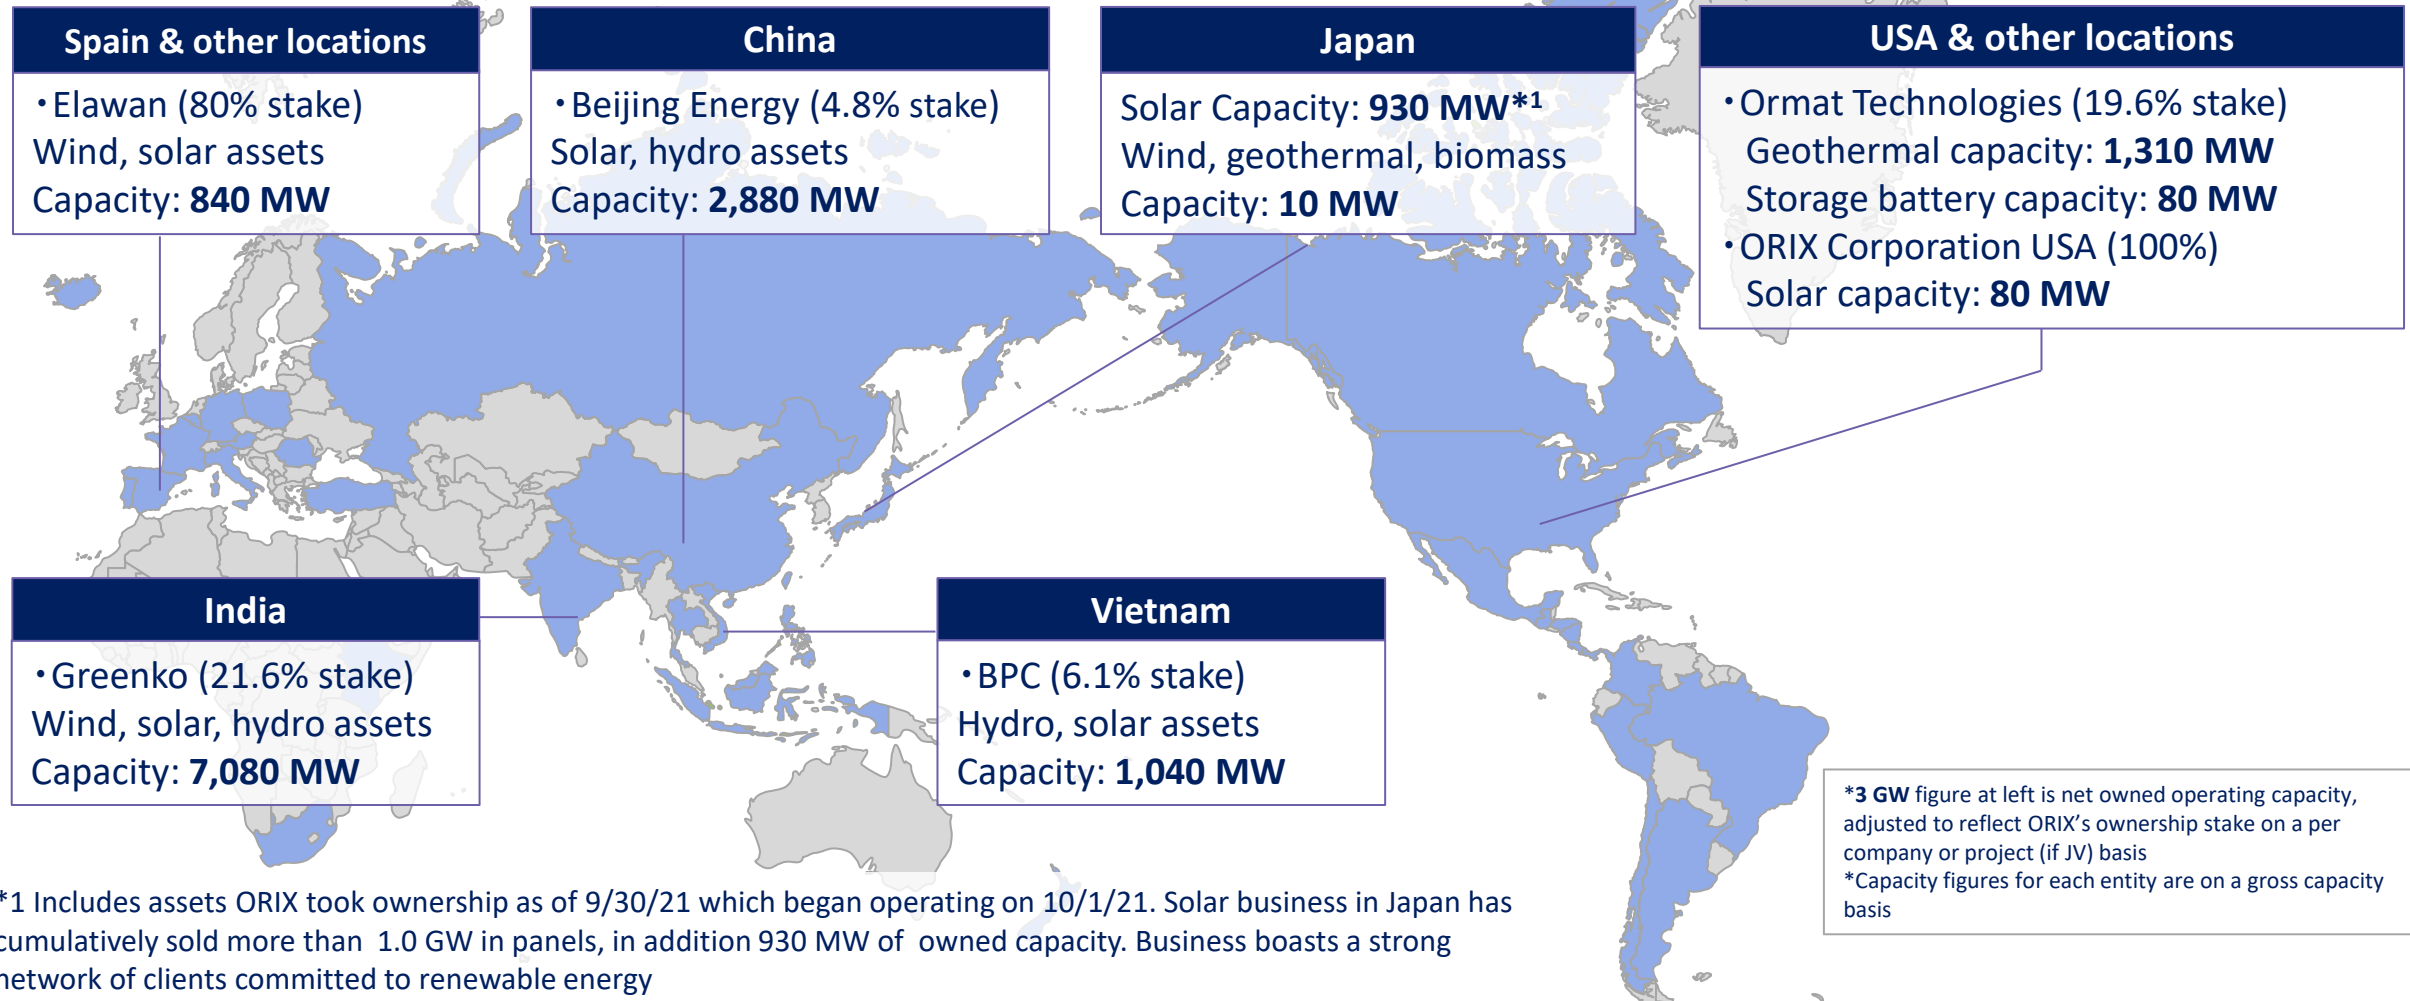 Spain & other locations
・Elawan (80% stake)
Wind, solar assets
Capacity: 840 MW
China
・Beijing Energy (4.8% stake)
Solar, hydro assets
Capacity: 2,880 MW
Japan
Solar Capacity: 930 MW*1
Wind, geothermal, biomass
Capacity: 10 MW
USA & other locations
・Ormat Technologies (19.6% stake)
Geothermal capacity: 1,310 MW
Storage battery capacity: 80 MW
・ORIX Corporation USA (100%)
Solar capacity: 80 MW
India
・Greenko (21.6% stake)
Wind, solar, hydro assets
Capacity: 7,080 MW
Vietnam
・BPC (6.1% stake)
Hydro, solar assets
Capacity: 1,040 MW
*3 GW figure at left is net owned operating capacity,
adjusted to reflect ORIX's ownership stake on a per
company or project (if JV) basis
*Capacity figures for each entity are on a gross capacity
basis
*1 Includes assets ORIX took ownership as of 9/30/21 which began operating on 10/1/21. Solar business in Japan has
cumulatively sold more than 1.0 GW in panels, in addition 930 MW of owned capacity. Business boasts a strong
network of clients committed to renewable energy